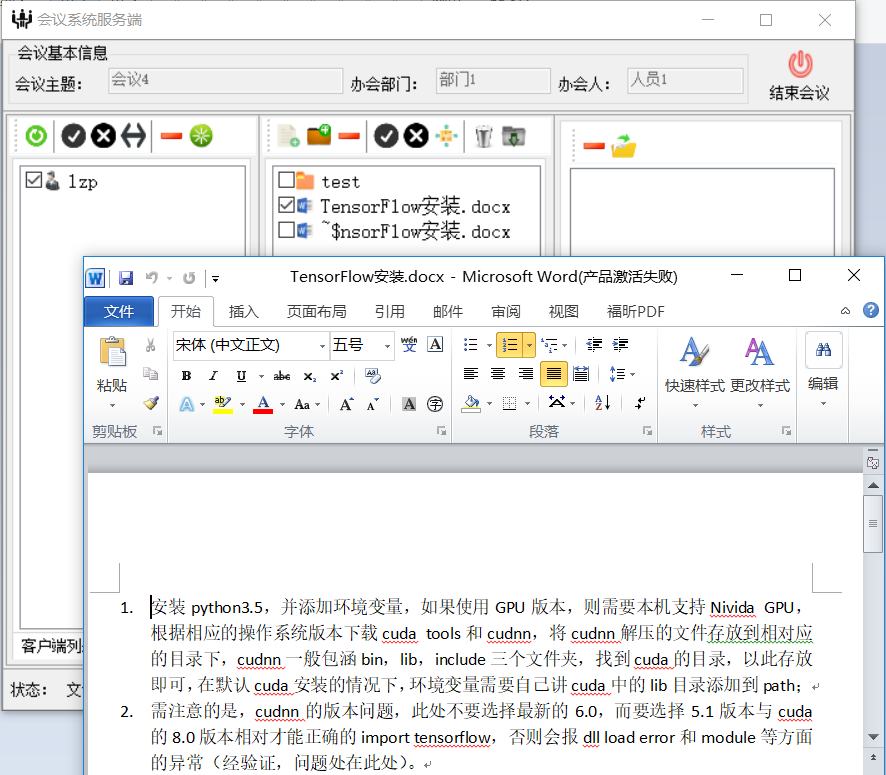 会议系统服务端
会议基本信息
会议主题： 会议4 办会部门： 部门1 办会人： 人员1
结束会议
lzp
test
TensorFlow安装.docx
~$nsorFlow安装.docx
客户端列
状态： 文
TensorFlow安装.docx - Microsoft Word(产品激活失败)
文件 开始 插入 页面布局 引用 邮件 审阅 视图 福昕PDF
宋体 (中文正文) 五号
粘贴 快速样式 更改样式 编辑
剪贴板 字体 段落 样式
1. 安装 python3.5，并添加环境变量，如果使用 GPU 版本，则需要本机支持 Nivida GPU，
根据相应的操作系统版本下载 cuda tools 和 cudnn，将 cudnn 解压的文件存放到相对应
的目录下，cudnn 一般包涵 bin，lib，include 三个文件夹，找到 cuda 的目录，以此存放
即可，在默认 cuda 安装的情况下，环境变量需要自己讲 cuda 中的 lib 目录添加到 path；
2. 需注意的是，cudnn 的版本问题，此处不要选择最新的 6.0，而要选择 5.1 版本与 cuda
的 8.0 版本相对才能正确的 import tensorflow，否则会报 dll load error 和 module 等方面
的异常（经验证，问题处在此处）。